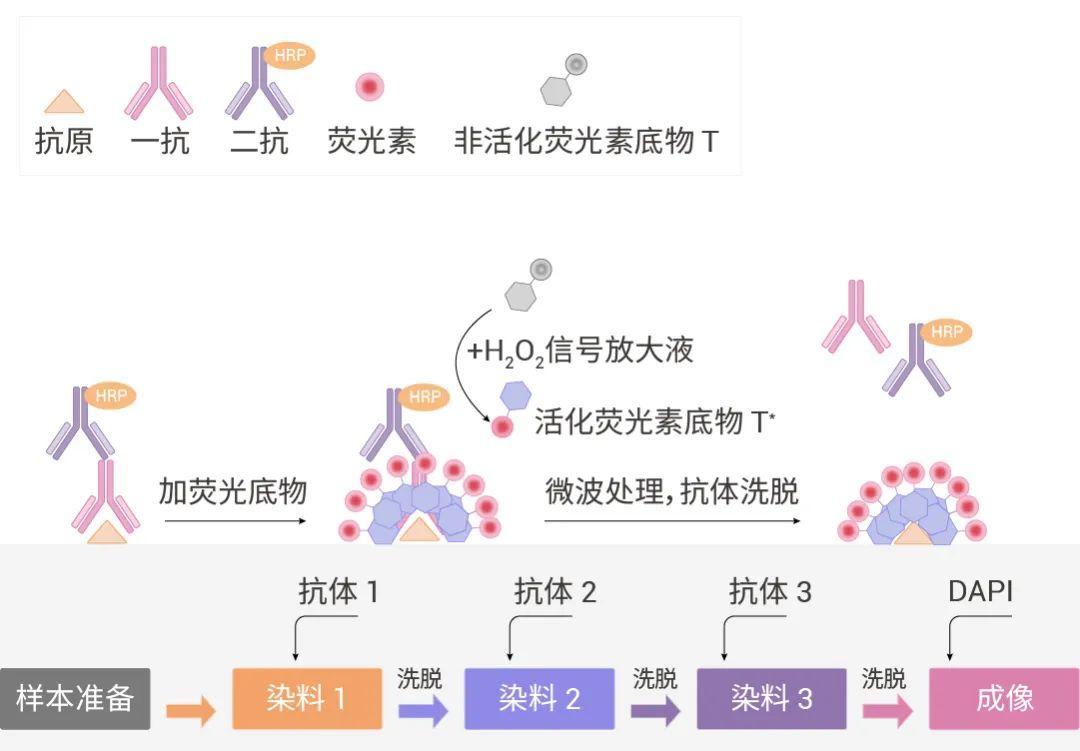 HRP
抗原
一抗
二抗
荧光素
非活化荧光素底物 T
+H₂O₂信号放大液
HRP
HRP
HRP
活化荧光素底物 T*
加荧光底物
微波处理，抗体洗脱
抗体 1
抗体 2
抗体 3
DAPI
样本准备
染料 1
洗脱
染料 2
洗脱
染料 3
洗脱
成像